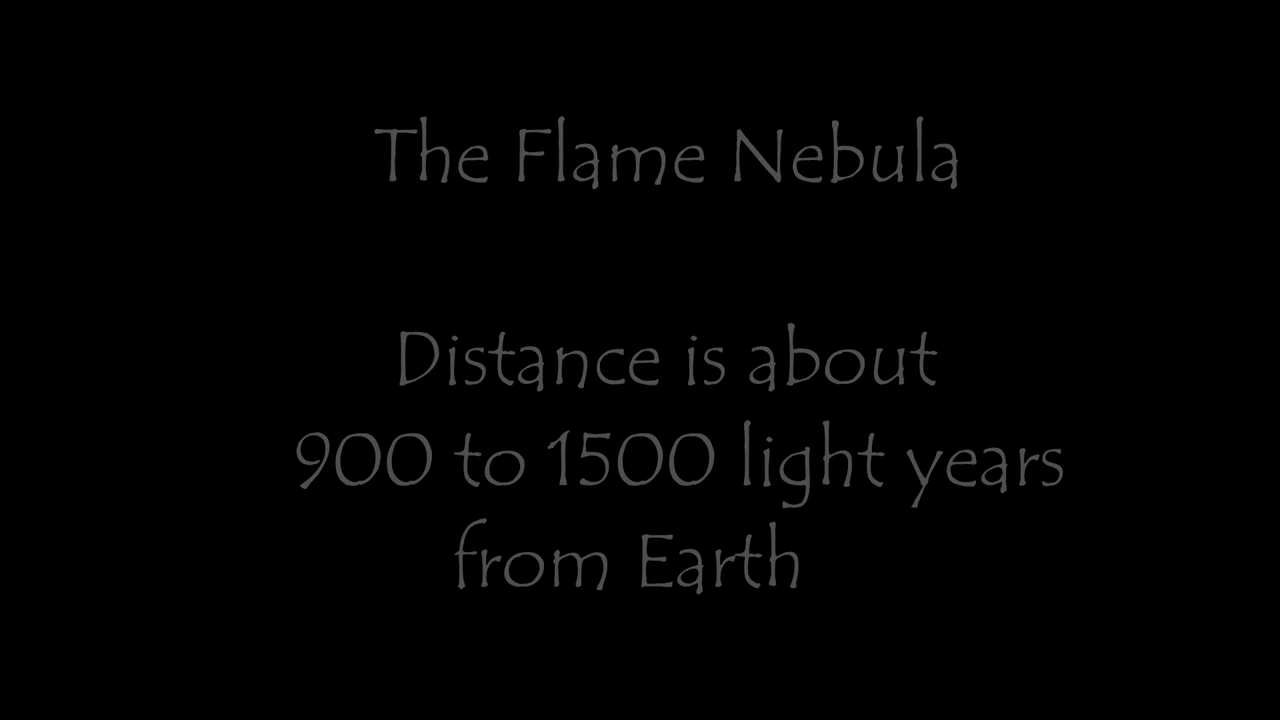 The Flame Nebula
Distance is about
900 to 1500 light years
from Earth